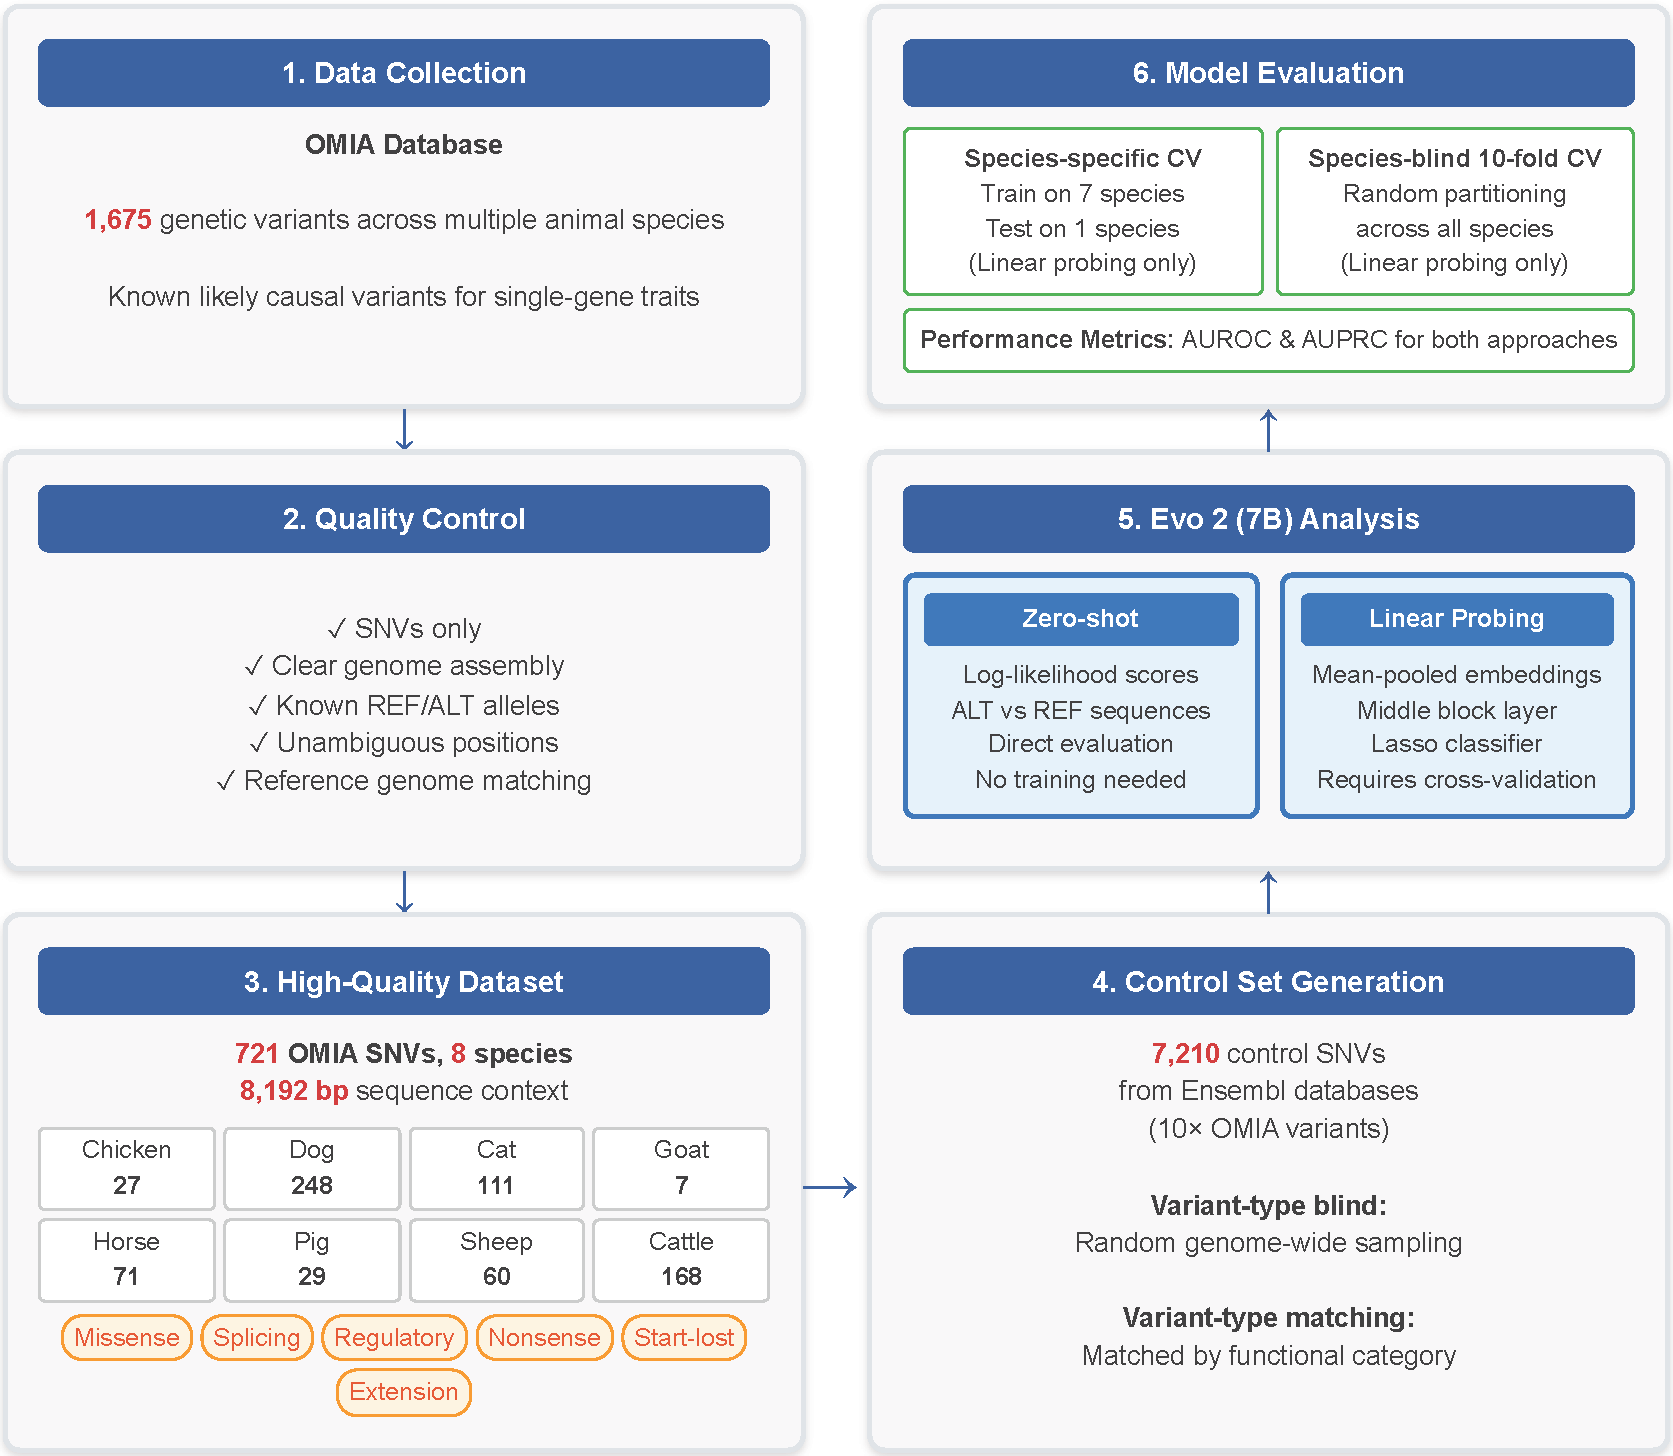 1. Data Collection
OMIA Database
1,675 genetic variants across multiple animal species
Known likely causal variants for single-gene traits
2. Quality Control
✓ SNVs only
✓ Clear genome assembly
✓ Known REF/ALT alleles
✓ Unambiguous positions
✓ Reference genome matching
3. High-Quality Dataset
721 OMIA SNVs, 8 species
8,192 bp sequence context
Chicken
27
Dog
248
Cat
111
Goat
7
Horse
71
Pig
29
Sheep
60
Cattle
168
Missense
Splicing
Regulatory
Nonsense
Start-lost
Extension
4. Control Set Generation
7,210 control SNVs
from Ensembl databases
(10× OMIA variants)
Variant-type blind:
Random genome-wide sampling
Variant-type matching:
Matched by functional category
5. Evo 2 (7B) Analysis
Zero-shot
Log-likelihood scores
ALT vs REF sequences
Direct evaluation
No training needed
Linear Probing
Mean-pooled embeddings
Middle block layer
Lasso classifier
Requires cross-validation
6. Model Evaluation
Species-specific CV
Train on 7 species
Test on 1 species
(Linear probing only)
Species-blind 10-fold CV
Random partitioning
across all species
(Linear probing only)
Performance Metrics: AUROC & AUPRC for both approaches